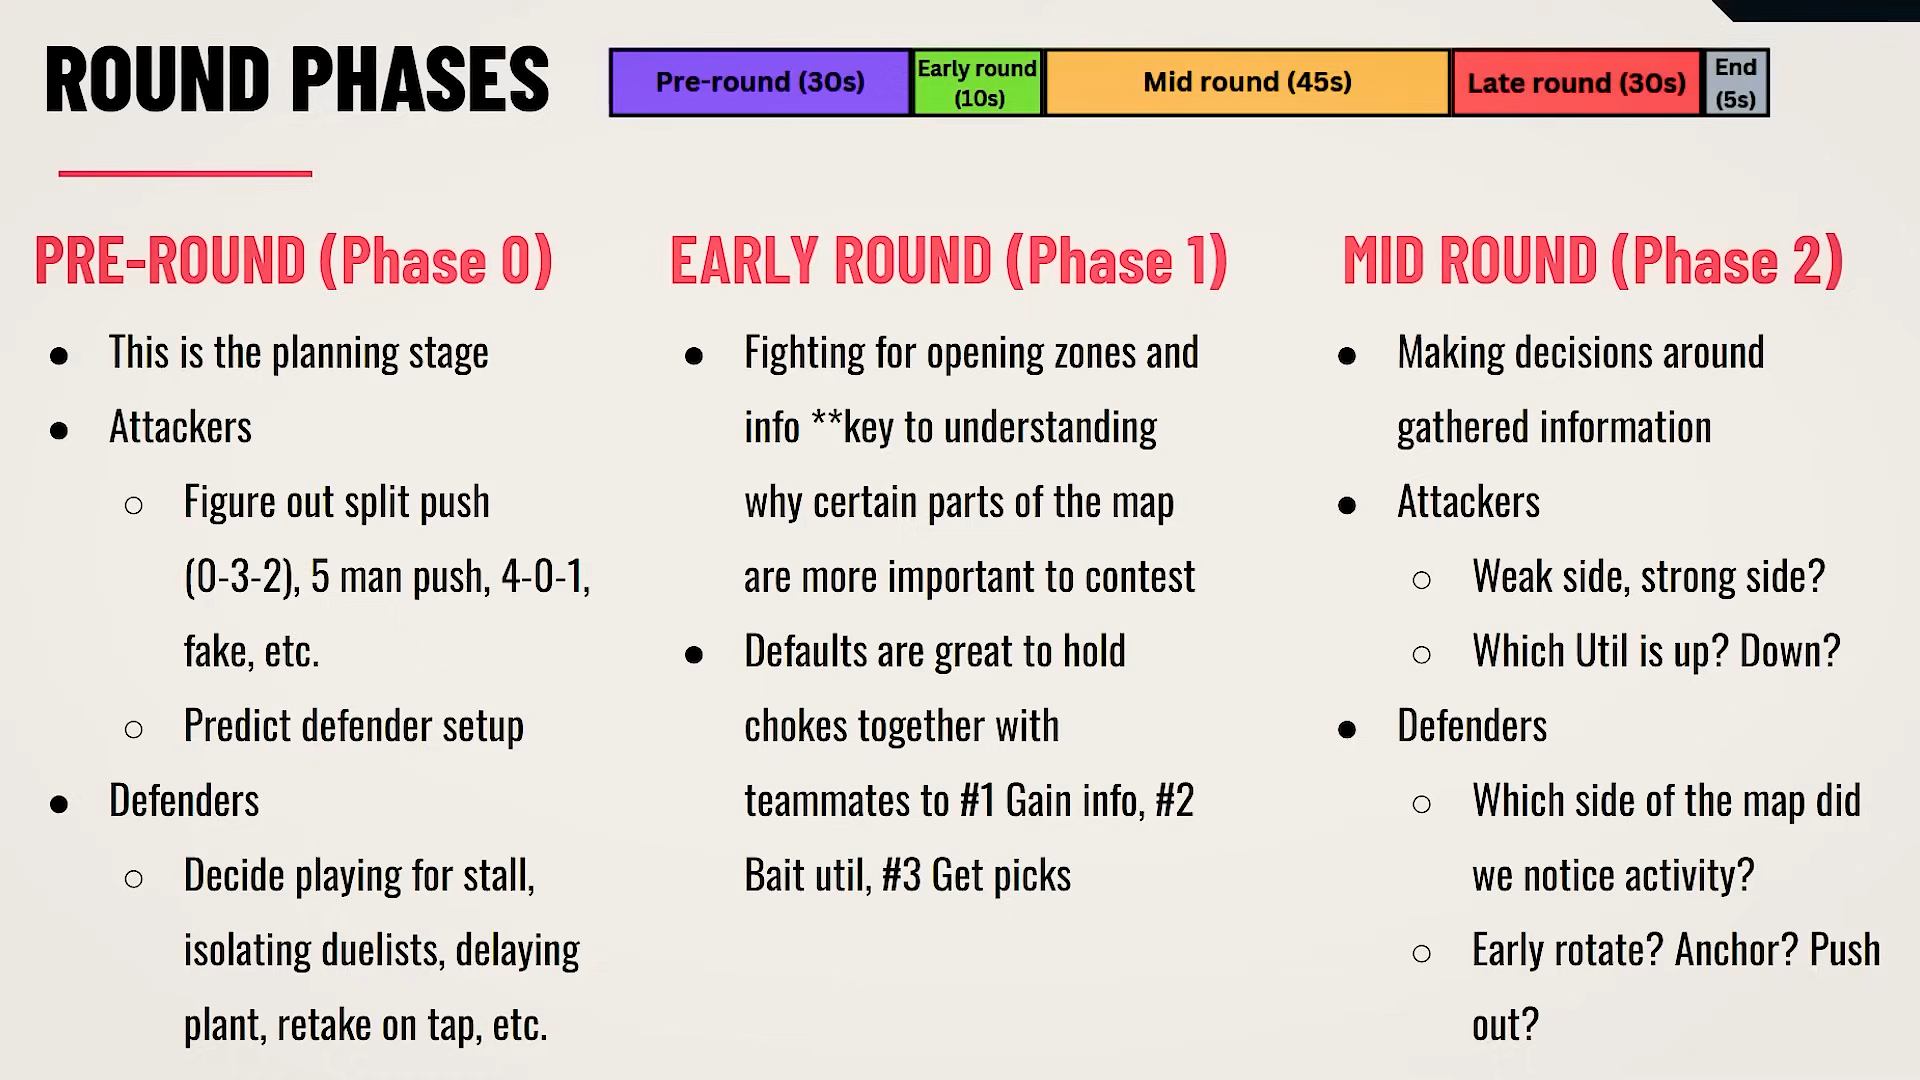 ROUND PHASES
Pre-round (30s)
Early round
(10s)
Mid round (45s)
Late round (30s)
End
(5s)
PRE-ROUND (Phase 0)
● This is the planning stage
● Attackers
○ Figure out split push
(0-3-2), 5 man push, 4-0-1,
fake, etc.
○ Predict defender setup
● Defenders
○ Decide playing for stall,
isolating duelists, delaying
plant, retake on tap, etc.
EARLY ROUND (Phase 1)
● Fighting for opening zones and
info **key to understanding
why certain parts of the map
are more important to contest
● Defaults are great to hold
chokes together with
teammates to #1 Gain info, #2
Bait util, #3 Get picks
MID ROUND (Phase 2)
● Making decisions around
gathered information
● Attackers
○ Weak side, strong side?
○ Which Util is up? Down?
● Defenders
○ Which side of the map did
we notice activity?
○ Early rotate? Anchor? Push
out?